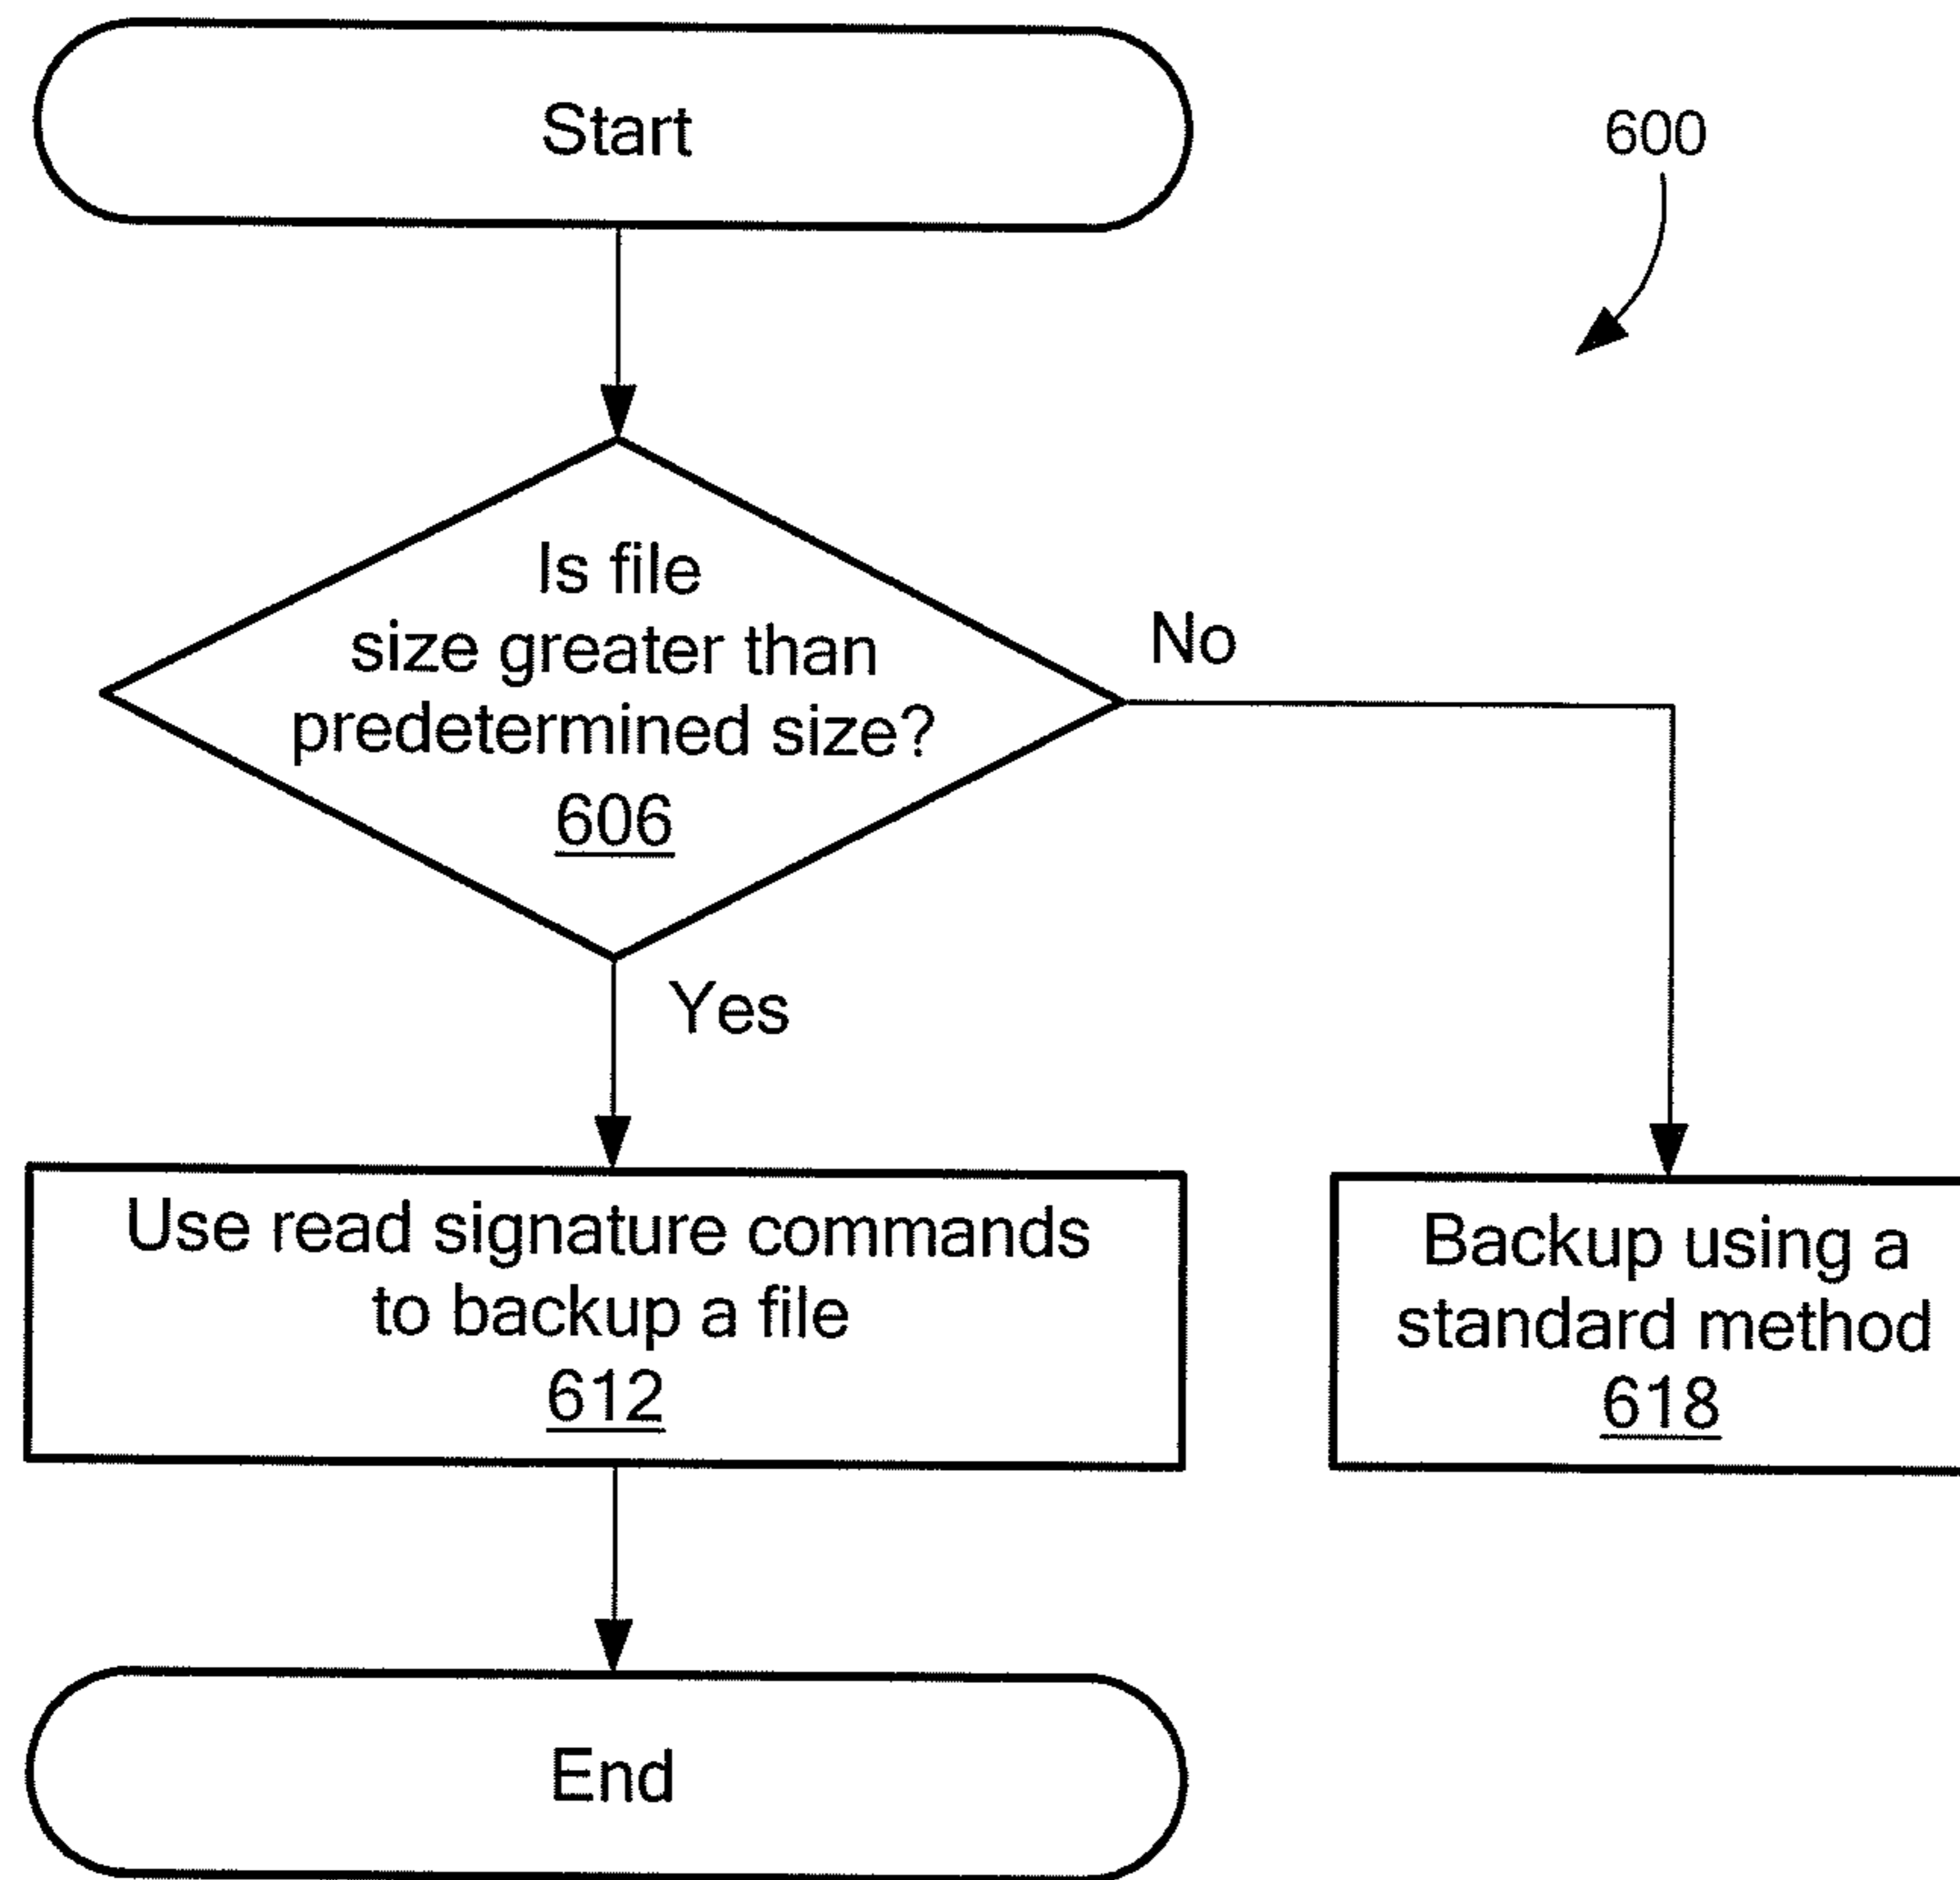 Start
600
Is file
size greater than
predetermined size?
606
No
Yes
Use read signature commands
to backup a file
612
Backup using a
standard method
618
End